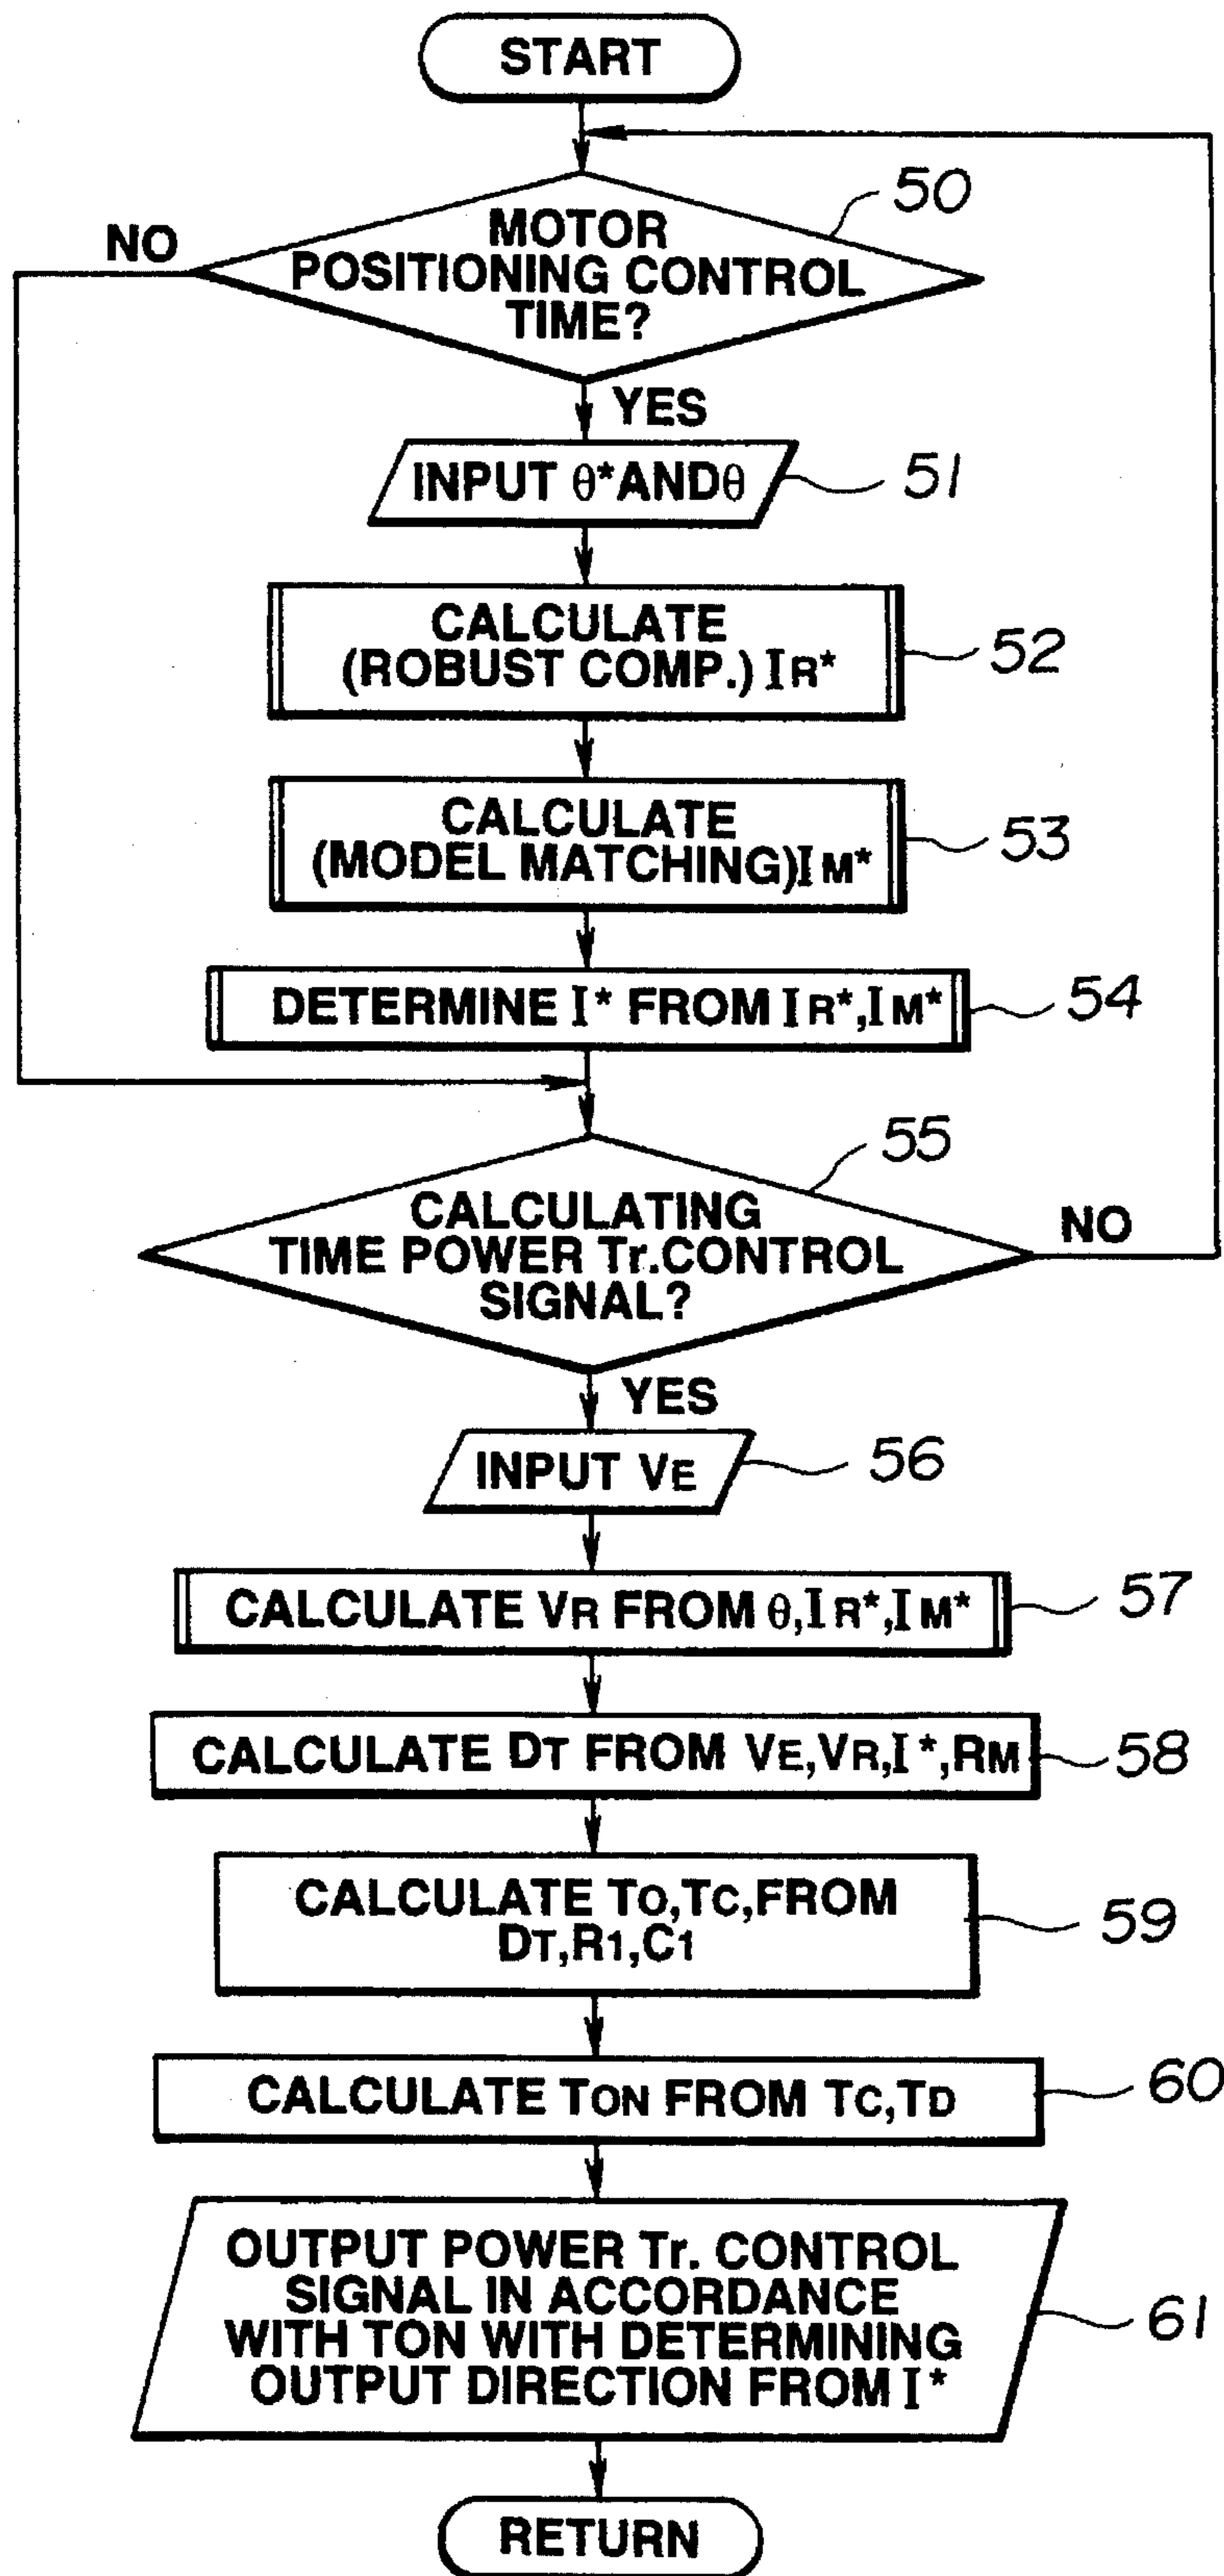 START
50
NO
MOTOR
POSITIONING CONTROL
TIME?
YES
INPUT θ*ANDθ
51
CALCULATE
(ROBUST COMP.) IR*
52
CALCULATE
(MODEL MATCHING)IM*
53
DETERMINE I* FROM IR*,IM*
54
55
CALCULATING
TIME POWER Tr.CONTROL
SIGNAL?
NO
YES
INPUT VE
56
CALCULATE VR FROM θ,IR*,IM*
57
CALCULATE DT FROM VE,VR,I*,RM
58
CALCULATE TO,TC,FROM
DT,R1,C1
59
CALCULATE TON FROM TC,TD
60
OUTPUT POWER Tr. CONTROL
SIGNAL IN ACCORDANCE
WITH TON WITH DETERMINING
OUTPUT DIRECTION FROM I*
61
RETURN